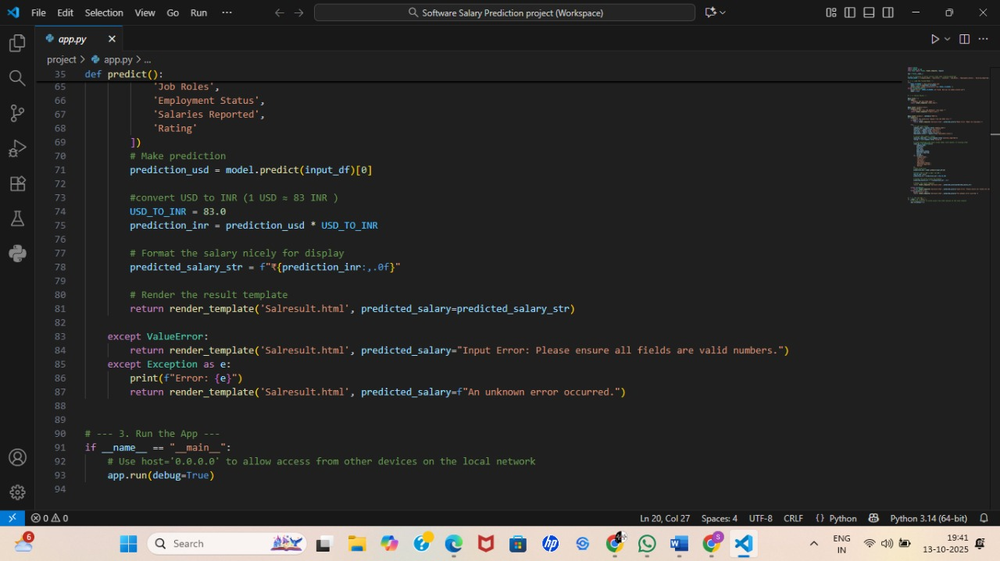 File Edit Selection View Go Run ···
Software Salary Prediction project (Workspace)
app.py
project > app.py > ...
35 def predict():
65 'Job Roles',
66 'Employment Status',
67 'Salaries Reported',
68 'Rating'
69 ])
70 # Make prediction
71 prediction_usd = model.predict(input_df)[0]
72
73 #convert USD to INR (1 USD ≈ 83 INR )
74 USD_TO_INR = 83.0
75 prediction_inr = prediction_usd * USD_TO_INR
76
77 # Format the salary nicely for display
78 predicted_salary_str = f"₹{prediction_inr:,.0f}"
79
80 # Render the result template
81 return render_template('Salresult.html', predicted_salary=predicted_salary_str)
82
83 except ValueError:
84 return render_template('Salresult.html', predicted_salary="Input Error: Please ensure all fields are valid numbers.")
85 except Exception as e:
86 print(f"Error: {e}")
87 return render_template('Salresult.html', predicted_salary=f"An unknown error occurred.")
88
89
90 # --- 3. Run the App ---
91 if __name__ == "__main__":
92 # Use host='0.0.0.0' to allow access from other devices on the local network
93 app.run(debug=True)
94
0 0 Ln 20, Col 27 Spaces: 4 UTF-8 CRLF {} Python Python 3.14 (64-bit)
6 Search hp S ENG IN 19:41 13-10-2025